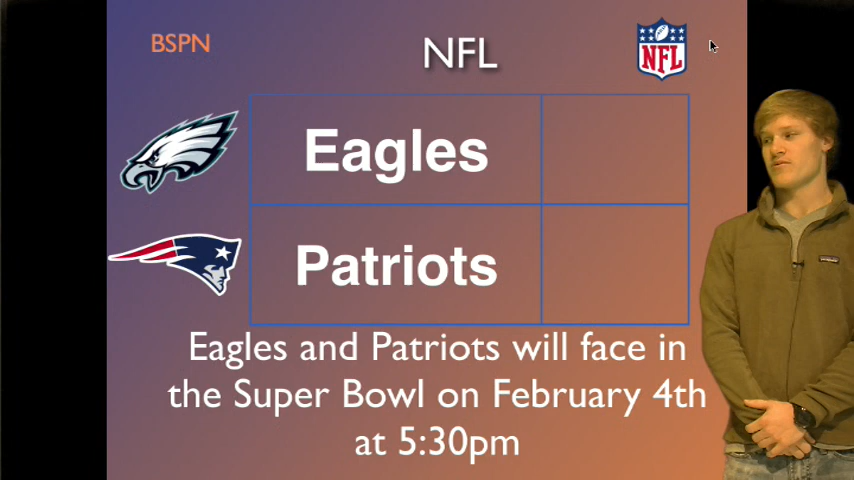 BSPN
NFL
NFL
Eagles
Patriots
Eagles and Patriots will face in
the Super Bowl on February 4th
at 5:30pm